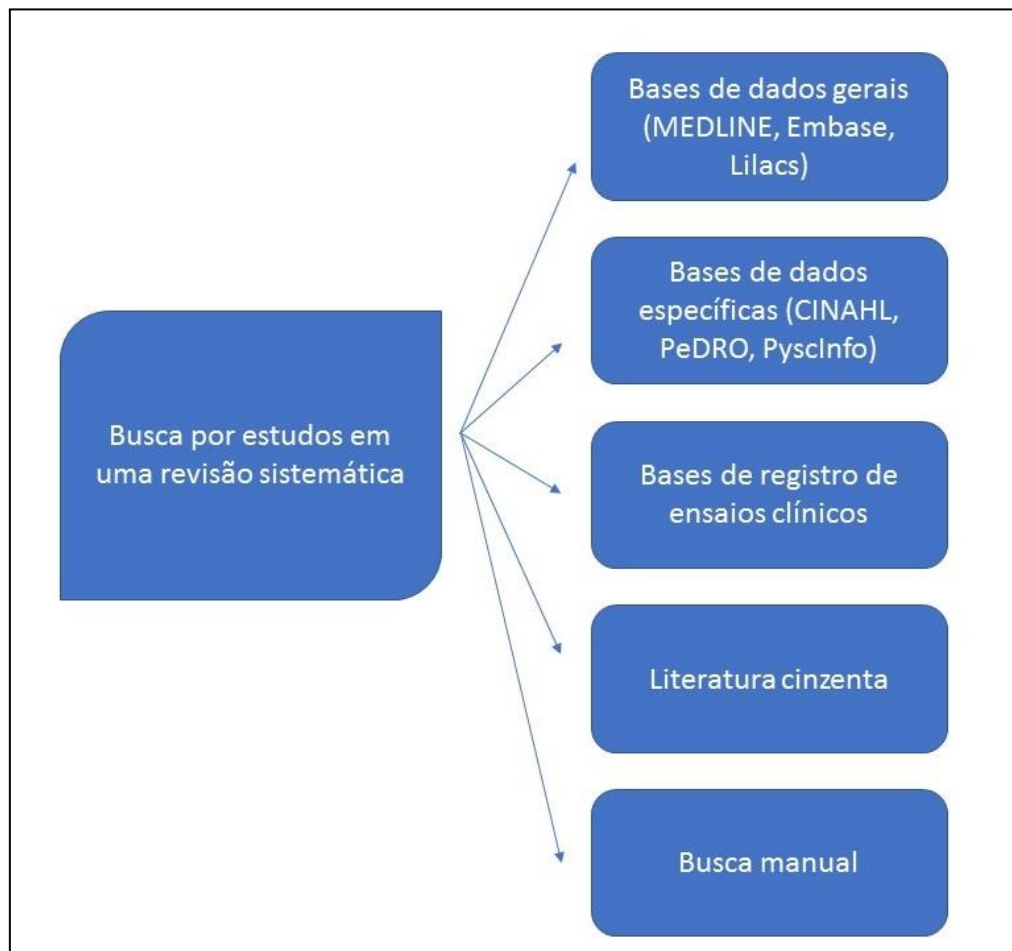 Bases de dados gerais
(MEDLINE, Embase,
Lilacs)
Bases de dados
específicas (CINAHL,
PeDRO, PyscInfo)
Busca por estudos em
uma revisão sistemática
Bases de registro de
ensaios clínicos
Literatura cinzenta
Busca manual